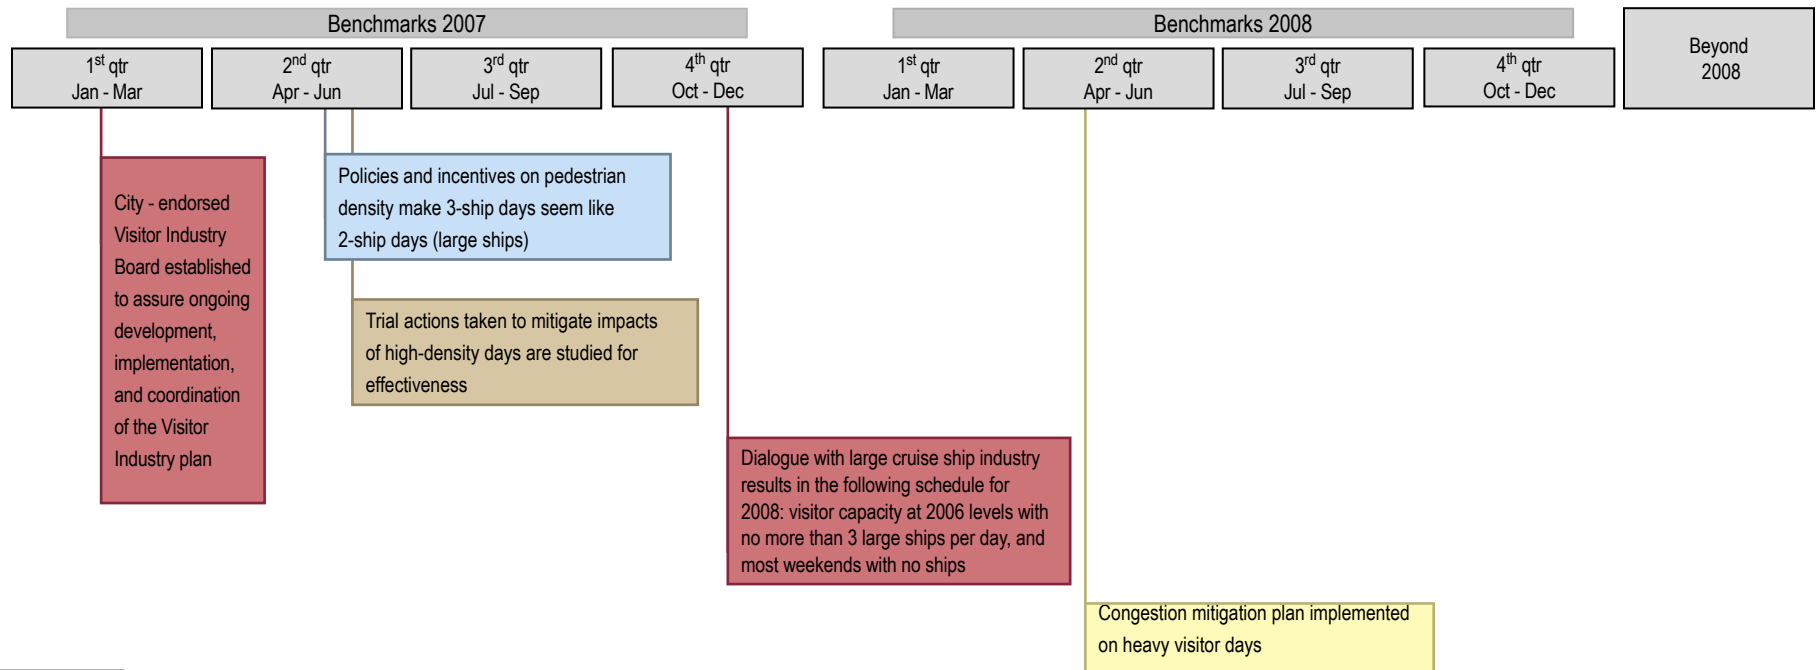 Benchmarks 2007
Benchmarks 2008
1st qtr
Jan - Mar
2nd qtr
Apr - Jun
3rd qtr
Jul - Sep
4th qtr
Oct - Dec
1st qtr
Jan - Mar
2nd qtr
Apr - Jun
3rd qtr
Jul - Sep
4th qtr
Oct - Dec
Beyond
2008
City - endorsed
Visitor Industry
Board established
to assure ongoing
development,
implementation,
and coordination
of the Visitor
Industry plan
Policies and incentives on pedestrian
density make 3-ship days seem like
2-ship days (large ships)
Trial actions taken to mitigate impacts
of high-density days are studied for
effectiveness
Dialogue with large cruise ship industry
results in the following schedule for
2008: visitor capacity at 2006 levels with
no more than 3 large ships per day, and
most weekends with no ships
Congestion mitigation plan implemented
on heavy visitor days